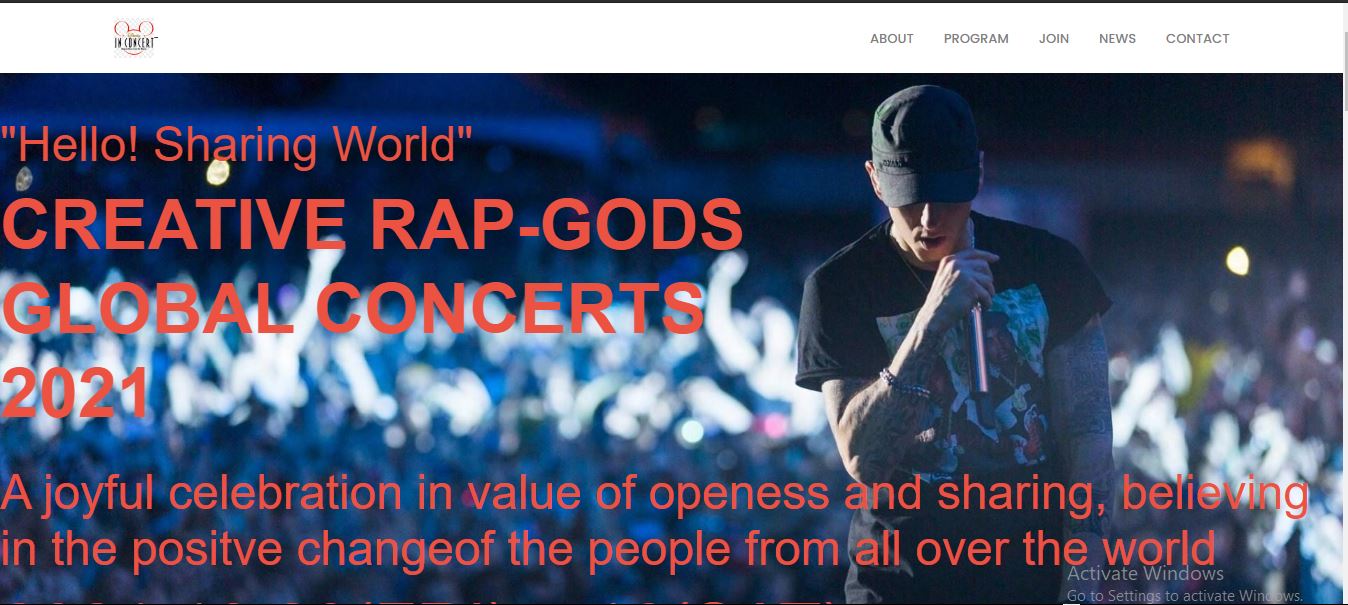 IN CONCERT
ABOUT PROGRAM JOIN NEWS CONTACT
"Hello! Sharing World"
CREATIVE RAP-GODS
GLOBAL CONCERTS
2021
A joyful celebration in value of openess and sharing, believing
in the positve changeof the people from all over the world
Activate Windows
Go to Settings to activate Windows.